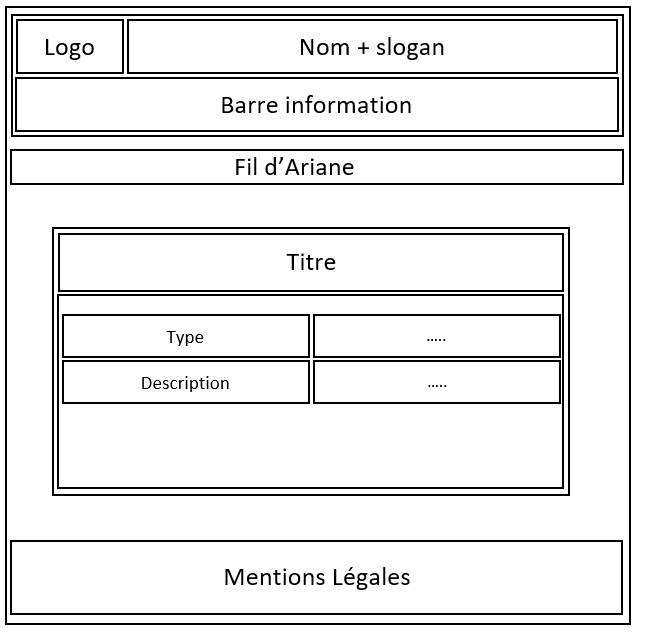 Logo
Nom + slogan
Barre information
Fil d’Ariane
Titre
Type
.....
Description
.....
Mentions Légales